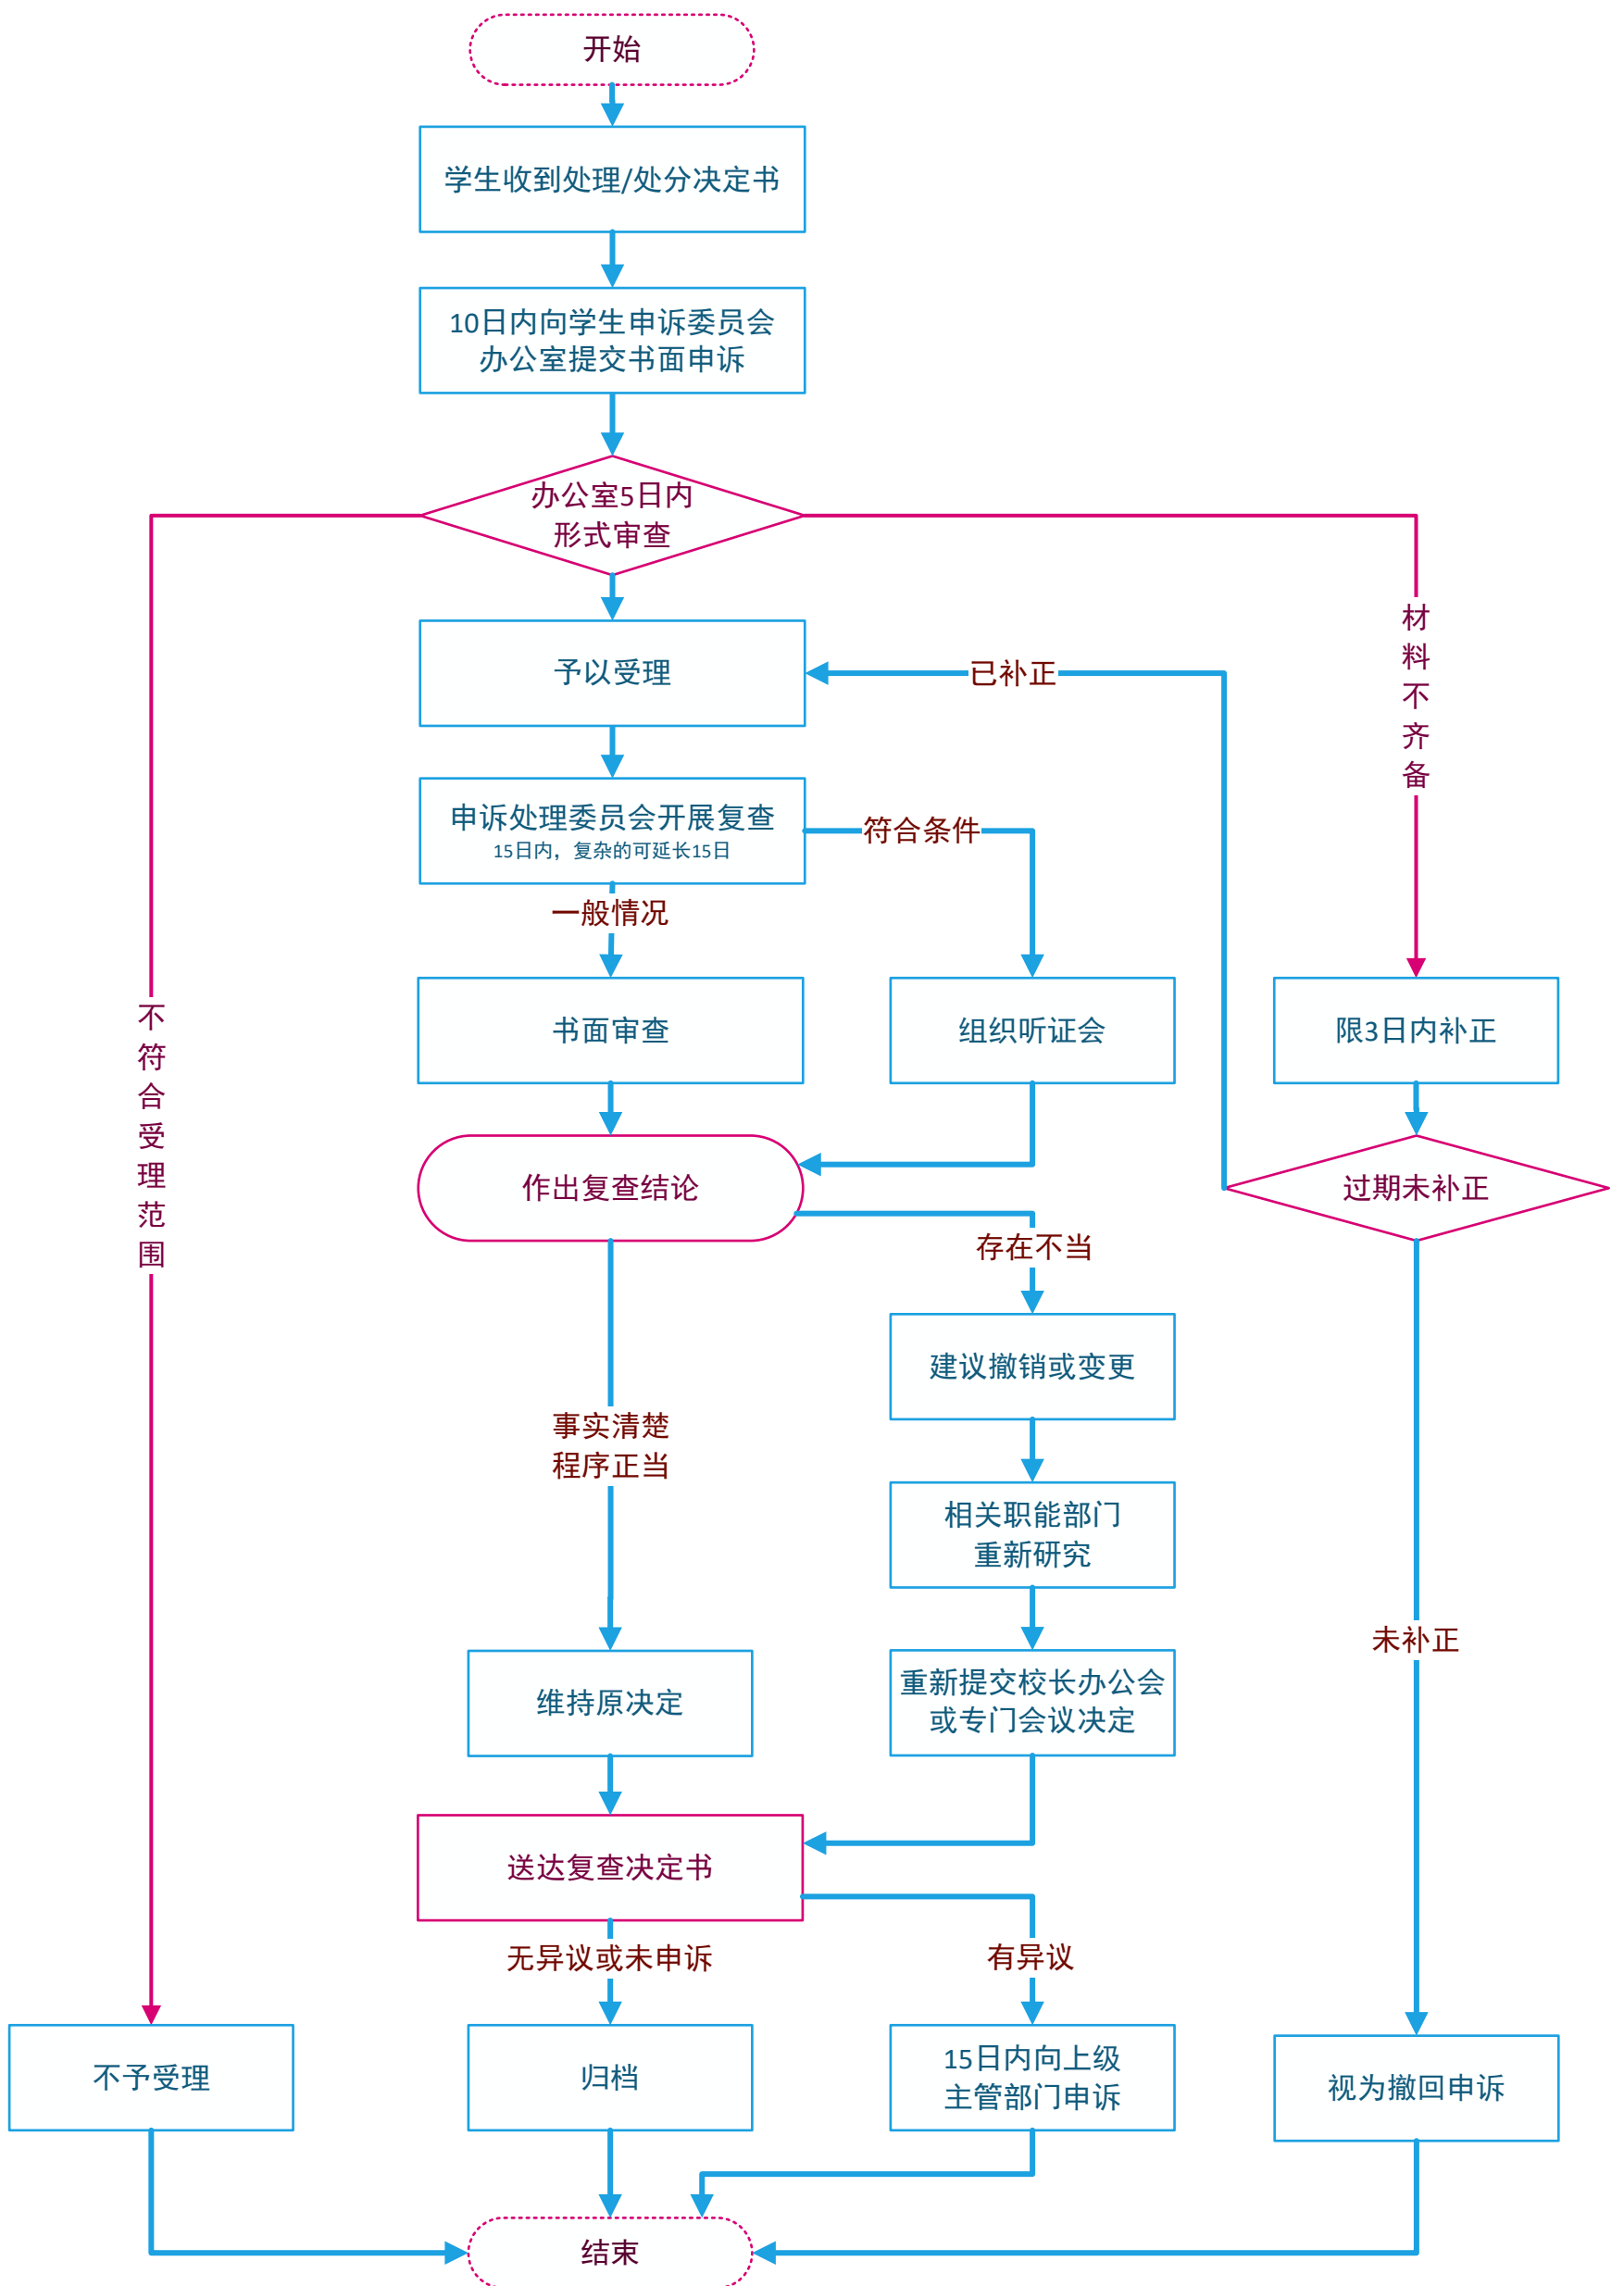 开始
学生收到处理/处分决定书
10日内向学生申诉委员会
办公室提交书面申诉
办公室5日内
形式审查
予以受理
已补正
材料不齐备
申诉处理委员会开展复查
15日内，复杂的可延长15日
符合条件
一般情况
不符合受理范围
书面审查
组织听证会
限3日内补正
作出复查结论
过期未补正
存在不当
建议撤销或变更
事实清楚
程序正当
相关职能部门
重新研究
未补正
维持原决定
重新提交校长办公会
或专门会议决定
送达复查决定书
无异议或未申诉
有异议
不予受理
归档
15日内向上级
主管部门申诉
视为撤回申诉
结束